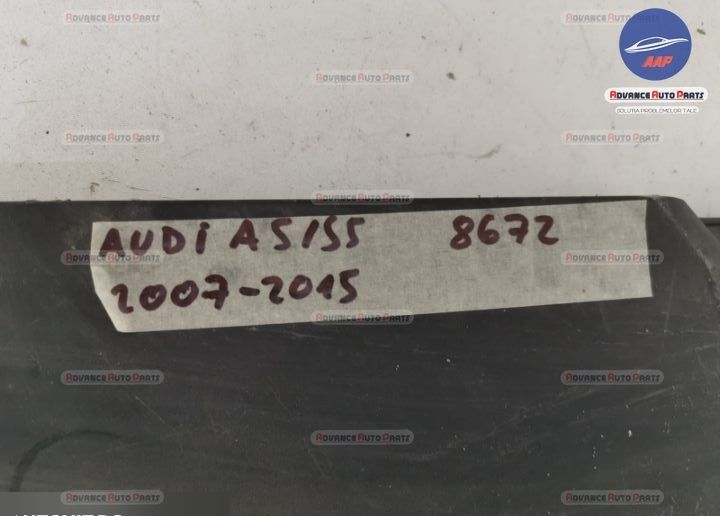 AAP
ADVANCE AUTO PARTS
SOLUTIA PROBLEMELOR TALE
AUDI A5/S5 8672
2007-2015